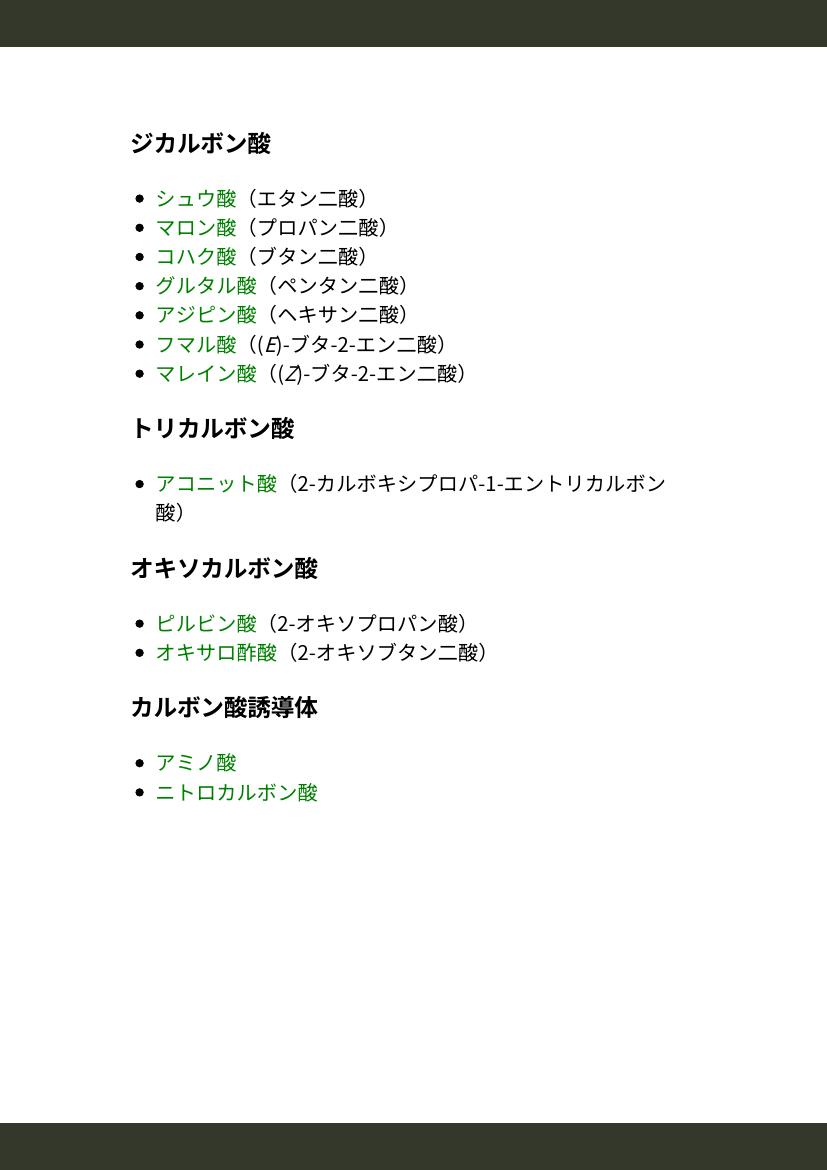 ジカルボン酸
シュウ酸（エタン二酸）
マロン酸（プロパン二酸）
コハク酸（ブタン二酸）
グルタル酸（ペンタン二酸）
アジピン酸（ヘキサン二酸）
フマル酸（(E)-ブタ-2-エン二酸）
マレイン酸（(Z)-ブタ-2-エン二酸）
トリカルボン酸
アコニット酸（2-カルボキシプロパ-1-エントリカルボン
酸）
オキソカルボン酸
ピルビン酸（2-オキソプロパン酸）
オキサロ酢酸（2-オキソブタン二酸）
カルボン酸誘導体
アミノ酸
ニトロカルボン酸